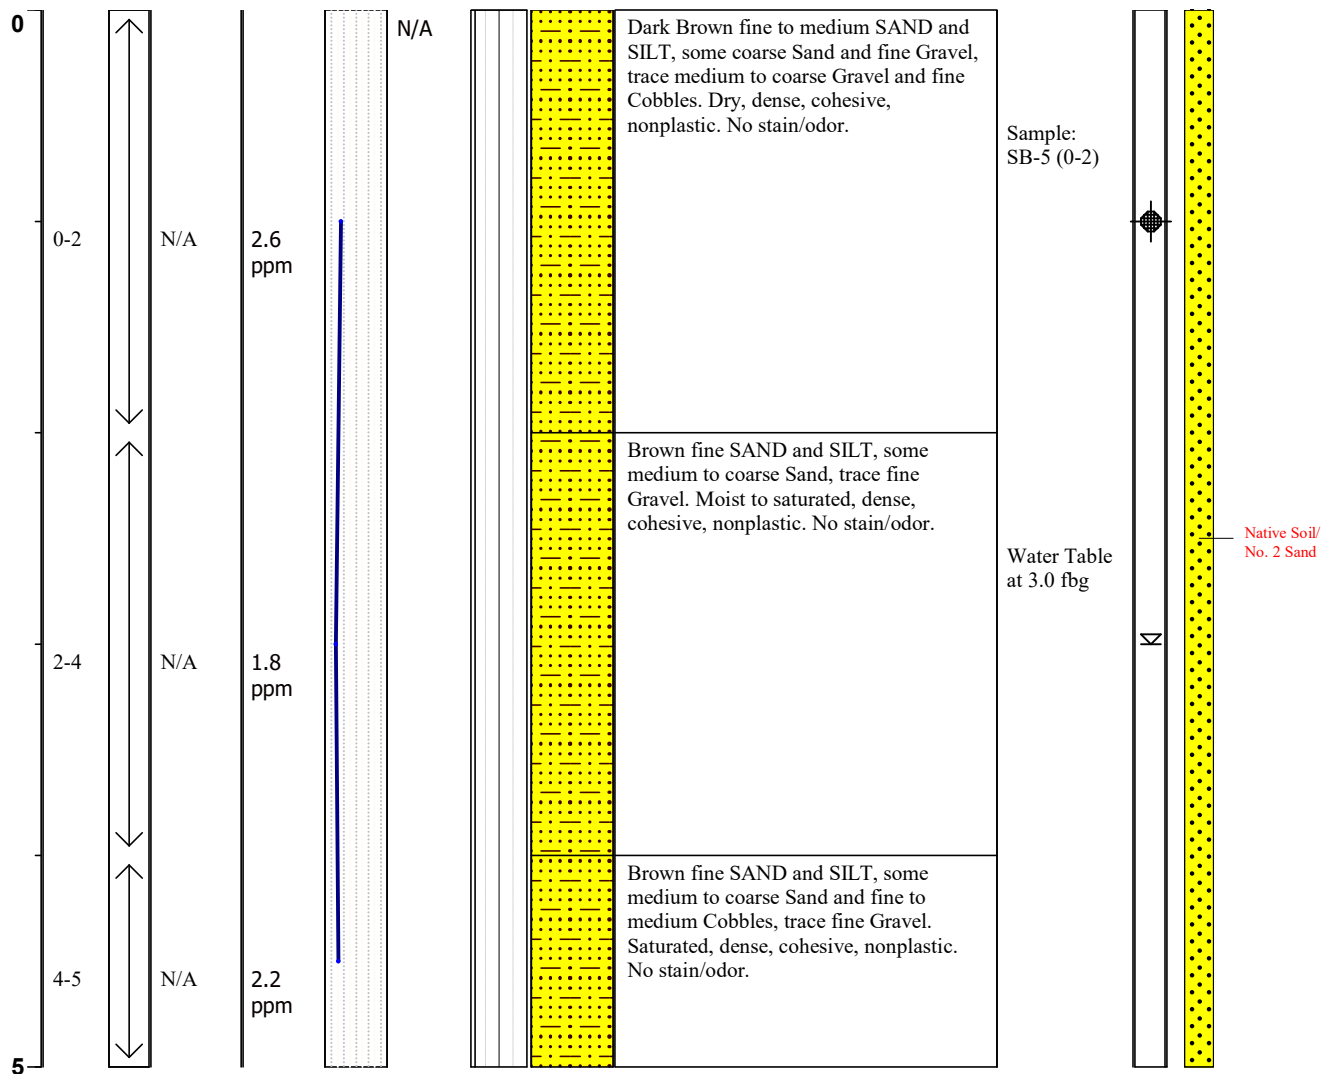 0
N/A
Dark Brown fine to medium SAND and
SILT, some coarse Sand and fine Gravel,
trace medium to coarse Gravel and fine
Cobbles. Dry, dense, cohesive,
nonplastic. No stain/odor.
Sample:
SB-5 (0-2)
0-2
N/A
2.6
ppm
Brown fine SAND and SILT, some
medium to coarse Sand, trace fine
Gravel. Moist to saturated, dense,
cohesive, nonplastic. No stain/odor.
Native Soil/
No. 2 Sand
Water Table
at 3.0 fbg
2-4
N/A
1.8
ppm
Brown fine SAND and SILT, some
medium to coarse Sand and fine to
medium Cobbles, trace fine Gravel.
Saturated, dense, cohesive, nonplastic.
No stain/odor.
4-5
N/A
2.2
ppm
5